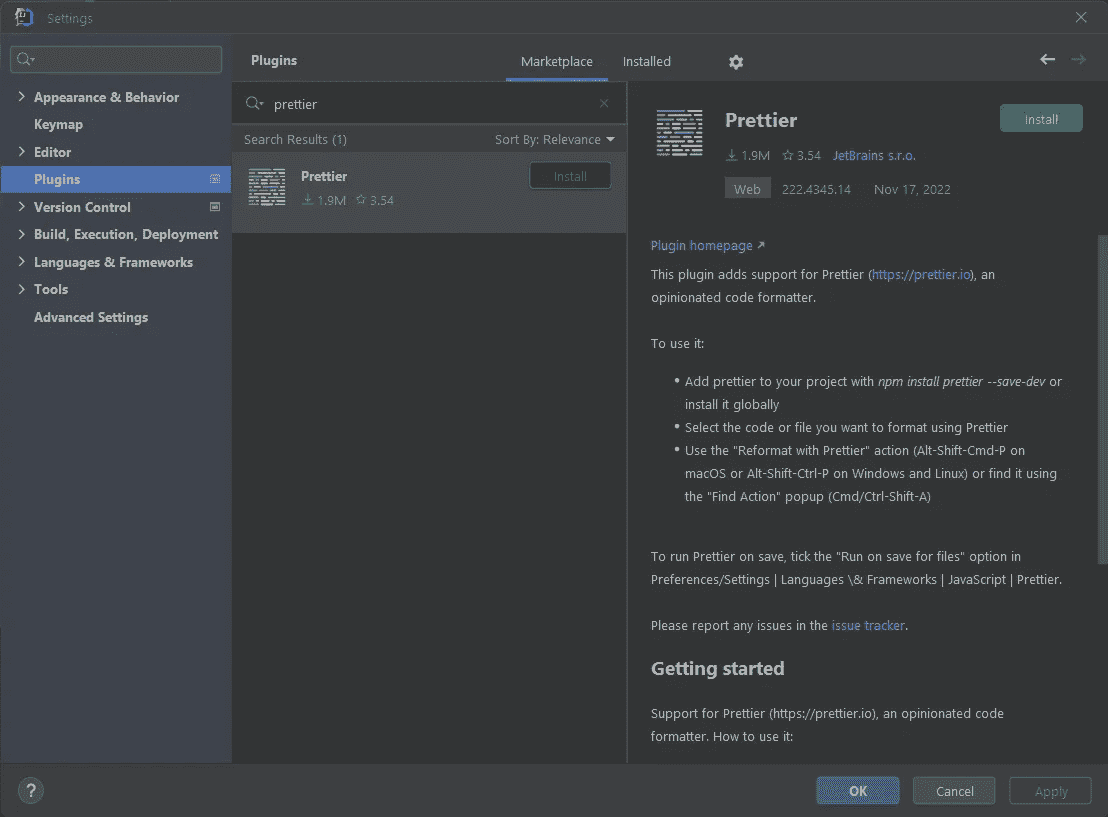 Settings
Plugins
Marketplace
Installed
Appearance & Behavior
Keymap
Editor
Plugins
Version Control
Build, Execution, Deployment
Languages & Frameworks
Tools
Advanced Settings
prettier
Search Results (1)
Sort By: Relevance
Prettier
1.9M 3.54
Install
Prettier
Install
1.9M 3.54 JetBrains s.r.o.
Web 222.4345.14 Nov 17, 2022
Plugin homepage ↗
This plugin adds support for Prettier (https://prettier.io), an
opinionated code formatter.
To use it:
• Add prettier to your project with npm install prettier --save-dev or
install it globally
• Select the code or file you want to format using Prettier
• Use the "Reformat with Prettier" action (Alt-Shift-Cmd-P on
macOS or Alt-Shift-Ctrl-P on Windows and Linux) or find it using
the "Find Action" popup (Cmd/Ctrl-Shift-A)
To run Prettier on save, tick the "Run on save for files" option in
Preferences/Settings | Languages \& Frameworks | JavaScript | Prettier.
Please report any issues in the issue tracker.
Getting started
Support for Prettier (https://prettier.io), an opinionated code
formatter. How to use it:
?
OK
Cancel
Apply